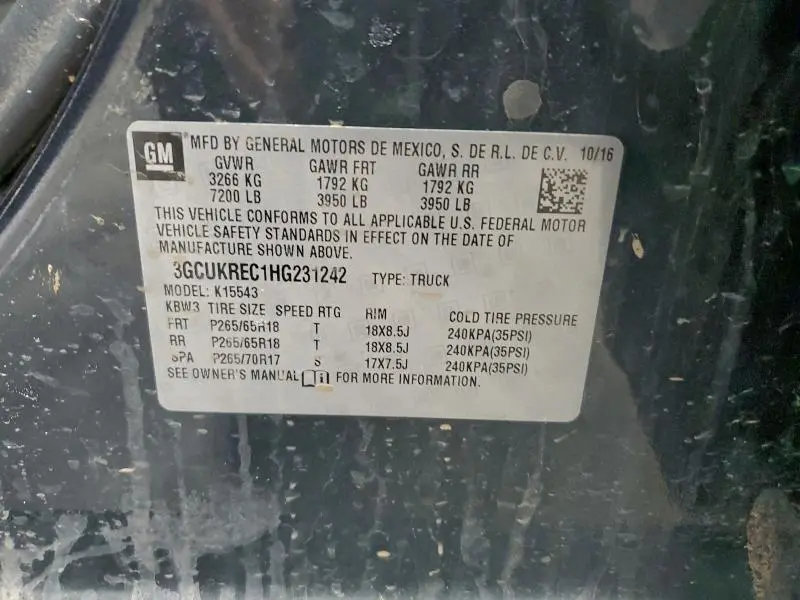 GM MFD BY GENERAL MOTORS DE MEXICO, S. DE R.L. DE C.V. 10/16
GVWR GAWR FRT GAWR RR
3266 KG 1792 KG 1792 KG
7200 LB 3950 LB 3950 LB
THIS VEHICLE CONFORMS TO ALL APPLICABLE U.S. FEDERAL MOTOR
VEHICLE SAFETY STANDARDS IN EFFECT ON THE DATE OF
MANUFACTURE SHOWN ABOVE.
3GCUKREC1HG231242 TYPE: TRUCK
MODEL: K15543
KBW3 TIRE SIZE SPEED RTG RIM COLD TIRE PRESSURE
FRT P265/65R18 T 18X8.5J 240KPA(35PSI)
RR P265/65R18 T 18X8.5J 240KPA(35PSI)
SPA P265/70R17 S 17X7.5J 240KPA(35PSI)
SEE OWNER'S MANUAL FOR MORE INFORMATION.